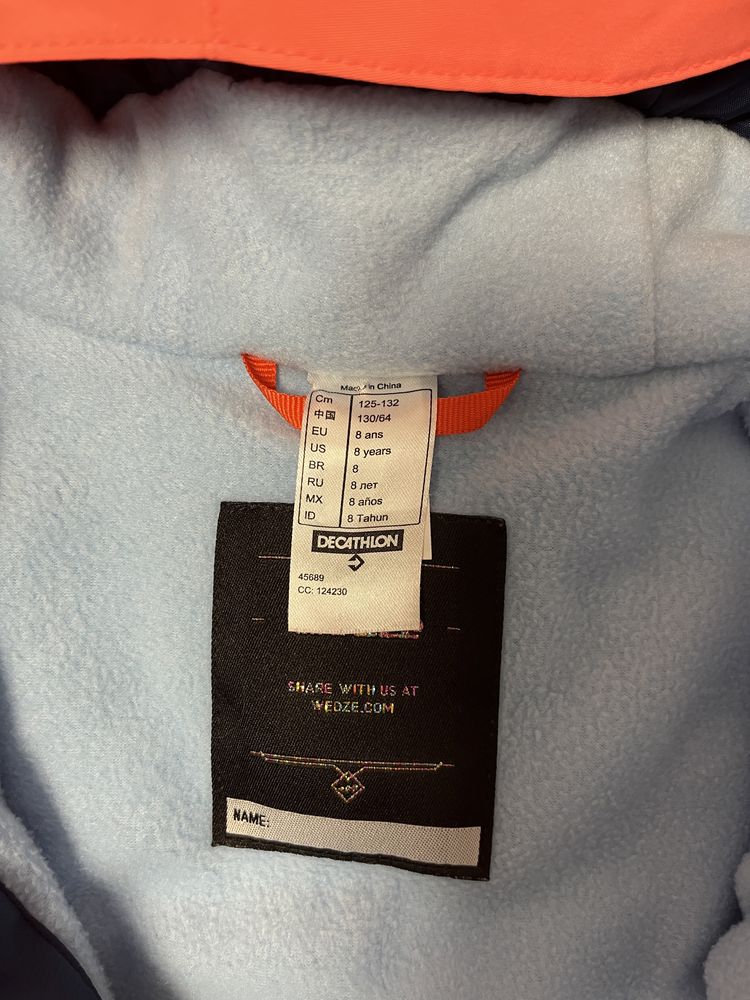 Made in China
Cm 125-132
中国 130/64
EU 8 ans
US 8 years
BR 8
RU 8 лет
MX 8 años
ID 8 Tahun
DECATHLON
45689
CC: 124230
SHARE WITH US AT
WEDZE.COM
NAME: